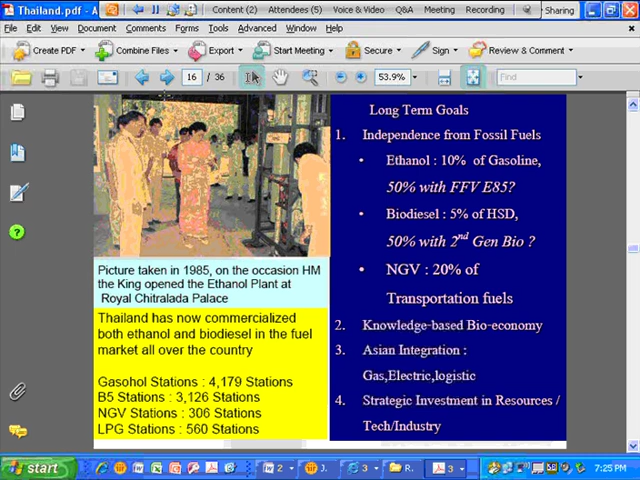 Thailand.pdf - A
Content (2)
Attendees (5)
Voice & Video
Q&A
Meeting
Recording
Sharing
File Edit View Document Comments Forms Tools Advanced Window Help
Create PDF
Combine Files
Export
Start Meeting
Secure
Sign
Review & Comment
16 / 36
53.9%
Find
Picture taken in 1985, on the occasion HM
the King opened the Ethanol Plant at
Royal Chitralada Palace
Thailand has now commercialized
both ethanol and biodiesel in the fuel
market all over the country
Gasohol Stations : 4,179 Stations
B5 Stations : 3,126 Stations
NGV Stations : 306 Stations
LPG Stations : 560 Stations
Long Term Goals
1. Independence from Fossil Fuels
• Ethanol : 10% of Gasoline,
50% with FFV E85?
• Biodiesel : 5% of HSD,
50% with 2nd Gen Bio ?
• NGV : 20% of
Transportation fuels
2. Knowledge-based Bio-economy
3. Asian Integration :
Gas,Electric,logistic
4. Strategic Investment in Resources /
Tech/Industry
start
2
J.
3
R.
3
7:25 PM